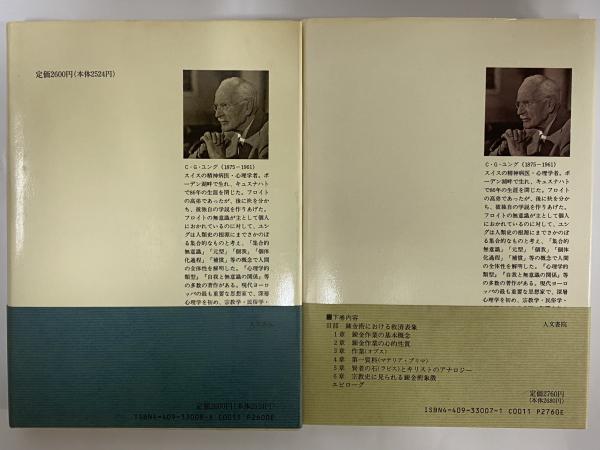 定価2600円(本体2524円)
C・G・ユング (1875−1961)
スイスの精神病医・心理学者。ボ
ーデン湖畔で生れ、キュスナハト
で86年の生涯を閉じた。フロイト
の高弟であったが、後に袂を分か
ち、彼独自の学説を作りあげた。
フロイトの無意識が主として個人
におかれているのに対して、ユン
グは人類史の根源にまでさかのぼ
る集合的なものと考え、「集合的
無意識」「元型」「個我」「個体
化過程」「補償」等の概念で人間
の全体性を解明した。『心理学的
類型』『自我と無意識の関係』等
の多数の著作がある。現代ヨーロ
ッパの最も重要な思想家で、深層
心理学を初め、宗教学・民俗学・
人文書院
定価2600円(本体2524円)
ISBN4-409-33008-X C0011 P2600E
C・G・ユング (1875−1961)
スイスの精神病医・心理学者。ボ
ーデン湖畔で生れ、キュスナハト
で86年の生涯を閉じた。フロイト
の高弟であったが、後に袂を分か
ち、彼独自の学説を作りあげた。
フロイトの無意識が主として個人
におかれているのに対して、ユン
グは人類史の根源にまでさかのぼ
る集合的なものと考え、「集合的
無意識」「元型」「個我」「個体
化過程」「補償」等の概念で人間
の全体性を解明した。『心理学的
類型』『自我と無意識の関係』等
の多数の著作がある。現代ヨーロ
ッパの最も重要な思想家で、深層
心理学を初め、宗教学・民俗学・
■下巻内容
III部 錬金術における救済表象
1章 錬金作業の基本概念
2章 錬金作業の心的性質
3章 作業(オプス)
4章 第一質料(マテリア・プリマ)
5章 賢者の石(ラピス)とキリストのアナロジー
6章 宗教史に見られる錬金術象徴
エピローグ
人文書院
定価2760円
(本体2680円)
ISBN4-409-33007-1 C0011 P2760E